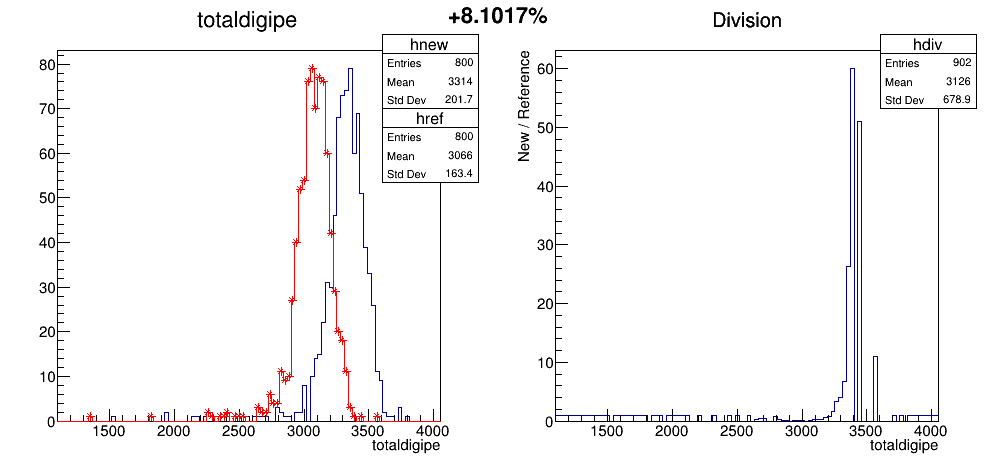 totaldigipe
+8.1017%
Division
hnew
Entries 800
Mean 3314
Std Dev 201.7
href
Entries 800
Mean 3066
Std Dev 163.4
80
70
60
50
40
30
20
10
0
1500 2000 2500 3000 3500 4000
totaldigipe
hdiv
Entries 902
Mean 3126
Std Dev 678.9
New / Reference
60
50
40
30
20
10
0
1500 2000 2500 3000 3500 4000
totaldigipe